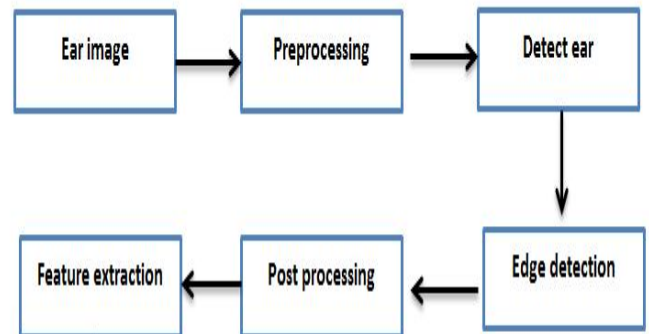 Ear image
Preprocessing
Detect ear
Edge detection
Post processing
Feature extraction